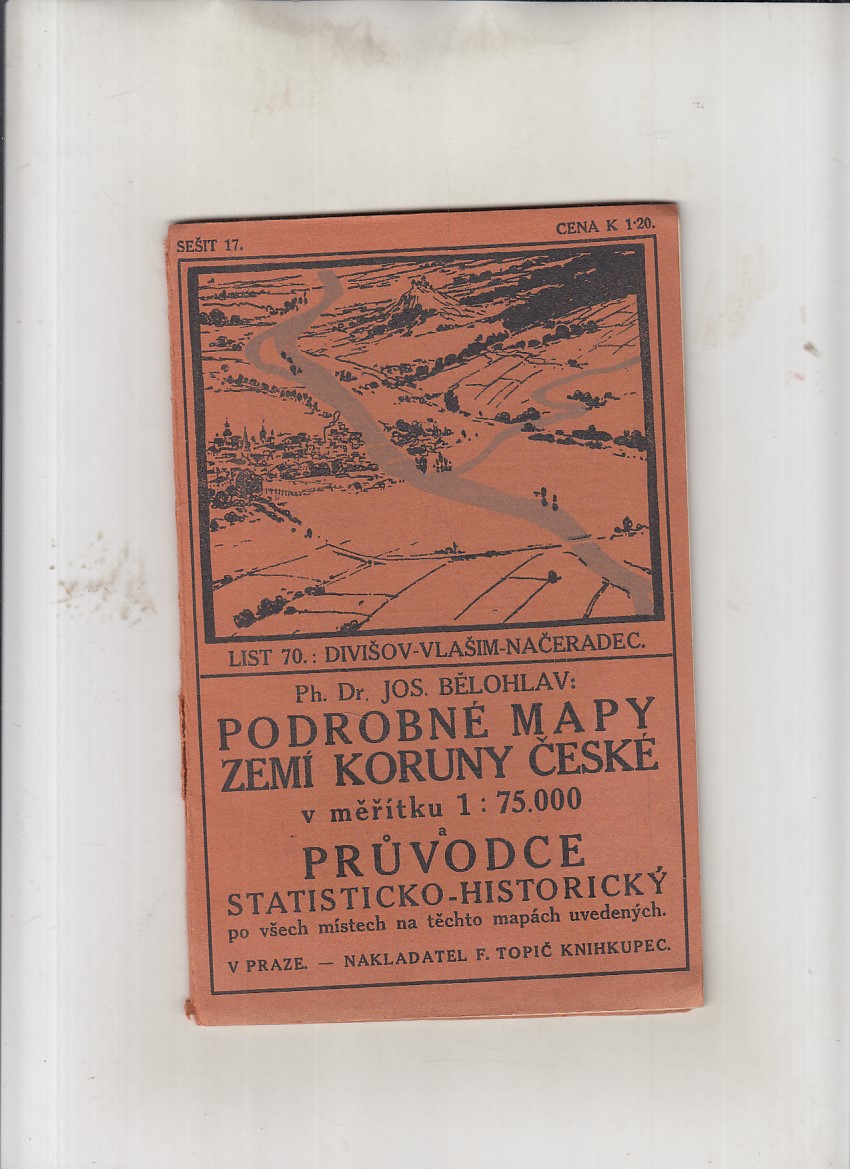 SEŠIT 17.
CENA K 1·20.
LIST 70.: DIVIŠOV-VLAŠIM-NAČERADEC.
Ph. Dr. JOS. BĚLOHLAV:
PODROBNÉ MAPY
ZEMÍ KORUNY ČESKÉ
v měřítku 1 : 75.000
a
PRŮVODCE
STATISTICKO-HISTORICKÝ
po všech místech na těchto mapách uvedených.
V PRAZE. — NAKLADATEL F. TOPIČ KNIHKUPEC.